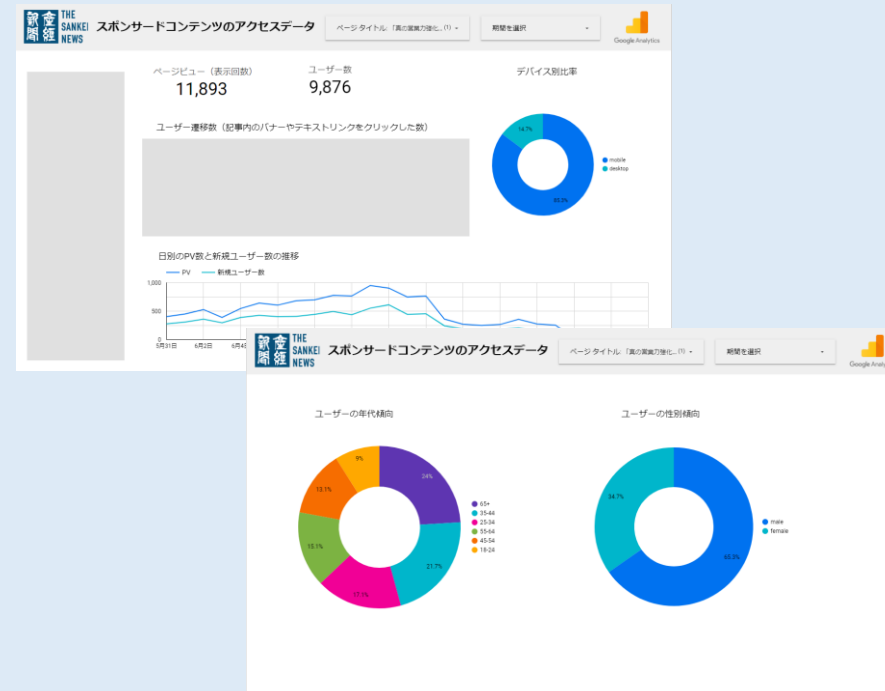 産経
新聞
THE
SANKEI
NEWS
スポンサードコンテンツのアクセスデータ
ページ タイトル: 「真の営業力強化... (1)
期間を選択
Google Analytics
ページビュー（表示回数）
11,893
ユーザー数
9,876
デバイス別比率
14.7%
85.3%
mobile
desktop
ユーザー遷移数（記事内のバナーやテキストリンクをクリックした数）
日別のPV数と新規ユーザー数の推移
PV
新規ユーザー数
1,000
500
0
5月31日
6月2日
産経
新聞
THE
SANKEI
NEWS
スポンサードコンテンツのアクセスデータ
ページ タイトル: 「真の営業力強化... (1)
期間を選択
ユーザーの年代傾向
9%
24%
13.1%
15.1%
21.7%
17.1%
65+
35-44
25-34
55-64
45-54
18-24
ユーザーの性別傾向
34.7%
65.3%
male
female